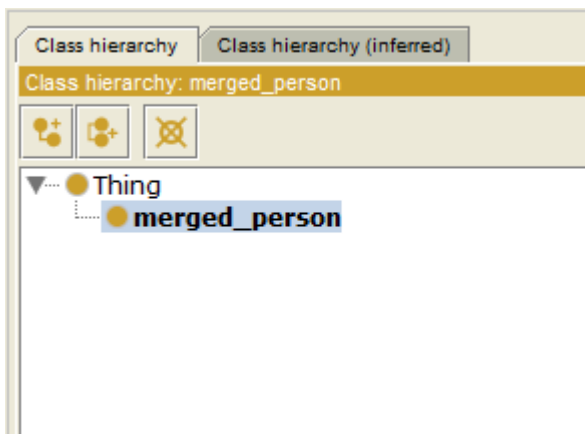 Class hierarchy Class hierarchy (inferred)
Class hierarchy: merged_person
Thing
merged_person